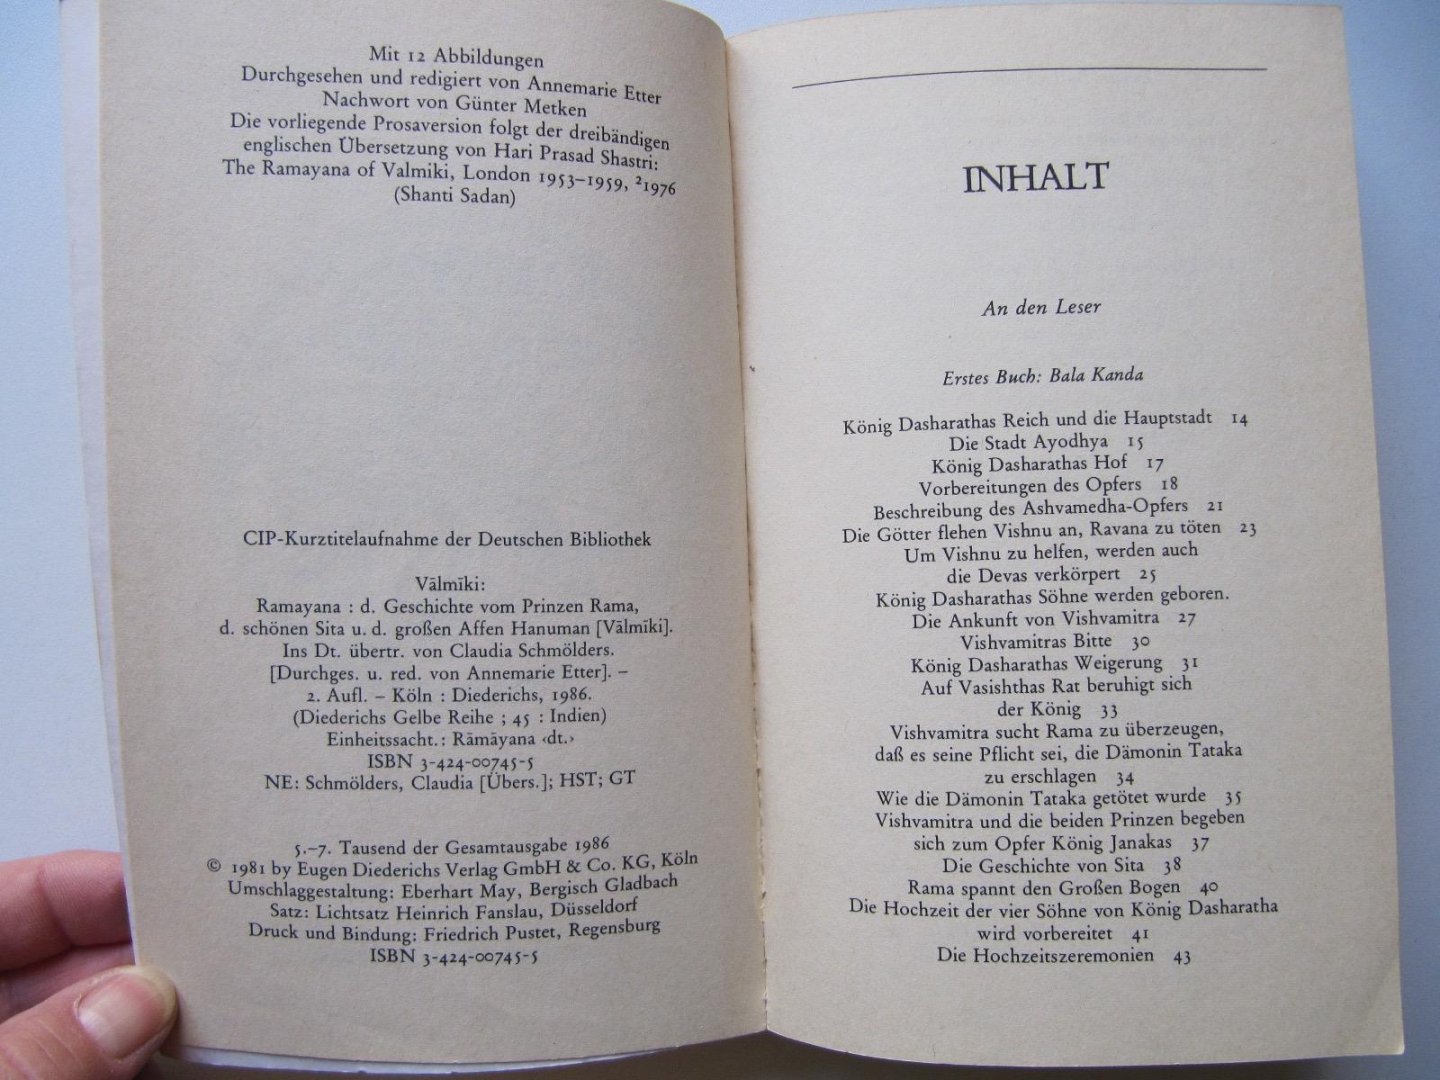 Mit 12 Abbildungen
Durchgesehen und redigiert von Annemarie Etter
Nachwort von Günter Metken
Die vorliegende Prosaversion folgt der dreibändigen
englischen Übersetzung von Hari Prasad Shastri:
The Ramayana of Valmiki, London 1953–1959, ²1976
(Shanti Sadan)
CIP-Kurztitelaufnahme der Deutschen Bibliothek
Vālmīki:
Ramayana : d. Geschichte vom Prinzen Rama,
d. schönen Sita u. d. großen Affen Hanuman [Vālmīki].
Ins Dt. übertr. von Claudia Schmölders.
[Durchges. u. red. von Annemarie Etter]. –
2. Aufl. – Köln : Diederichs, 1986.
(Diederichs Gelbe Reihe ; 45 : Indien)
Einheitssacht.: Rāmāyana ‹dt.›
ISBN 3-424-00745-5
NE: Schmölders, Claudia [Übers.]; HST; GT
5.–7. Tausend der Gesamtausgabe 1986
© 1981 by Eugen Diederichs Verlag GmbH & Co. KG, Köln
Umschlaggestaltung: Eberhart May, Bergisch Gladbach
Satz: Lichtsatz Heinrich Fanslau, Düsseldorf
Druck und Bindung: Friedrich Pustet, Regensburg
ISBN 3-424-00745-5
INHALT
An den Leser
Erstes Buch: Bala Kanda
König Dasharathas Reich und die Hauptstadt 14
Die Stadt Ayodhya 15
König Dasharathas Hof 17
Vorbereitungen des Opfers 18
Beschreibung des Ashvamedha-Opfers 21
Die Götter flehen Vishnu an, Ravana zu töten 23
Um Vishnu zu helfen, werden auch
die Devas verkörpert 25
König Dasharathas Söhne werden geboren.
Die Ankunft von Vishvamitra 27
Vishvamitras Bitte 30
König Dasharathas Weigerung 31
Auf Vasishthas Rat beruhigt sich
der König 33
Vishvamitra sucht Rama zu überzeugen,
daß es seine Pflicht sei, die Dämonin Tataka
zu erschlagen 34
Wie die Dämonin Tataka getötet wurde 35
Vishvamitra und die beiden Prinzen begeben
sich zum Opfer König Janakas 37
Die Geschichte von Sita 38
Rama spannt den Großen Bogen 40
Die Hochzeit der vier Söhne von König Dasharatha
wird vorbereitet 41
Die Hochzeitszeremonien 43